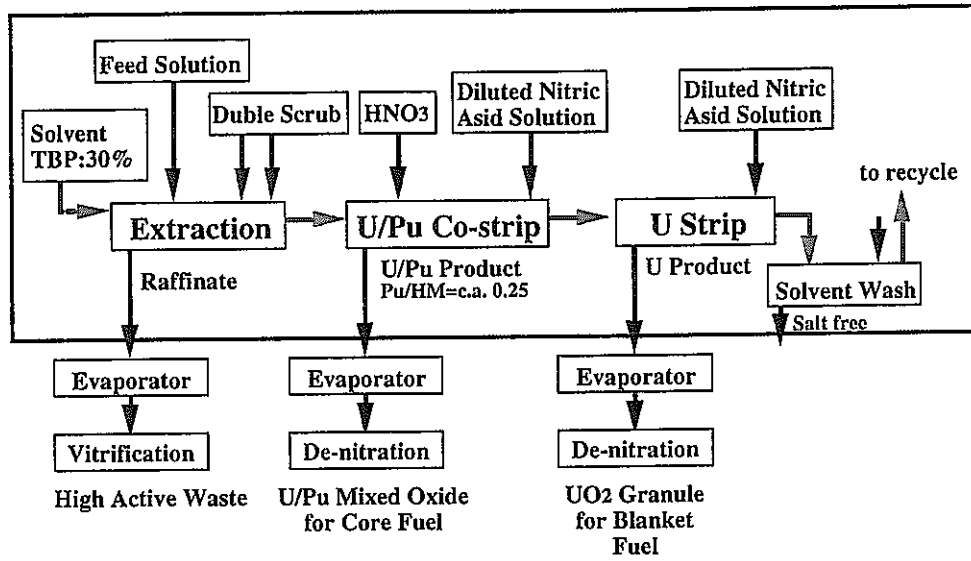 Feed Solution
Solvent
TBP:30%
Duble Scrub
HNO3
Diluted Nitric
Asid Solution
Diluted Nitric
Asid Solution
to recycle
Extraction
U/Pu Co-strip
U Strip
Solvent Wash
Raffinate
U/Pu Product
Pu/HM=c.a. 0.25
U Product
Salt free
Evaporator
Evaporator
Evaporator
Vitrification
De-nitration
De-nitration
High Active Waste
U/Pu Mixed Oxide
for Core Fuel
UO2 Granule
for Blanket
Fuel